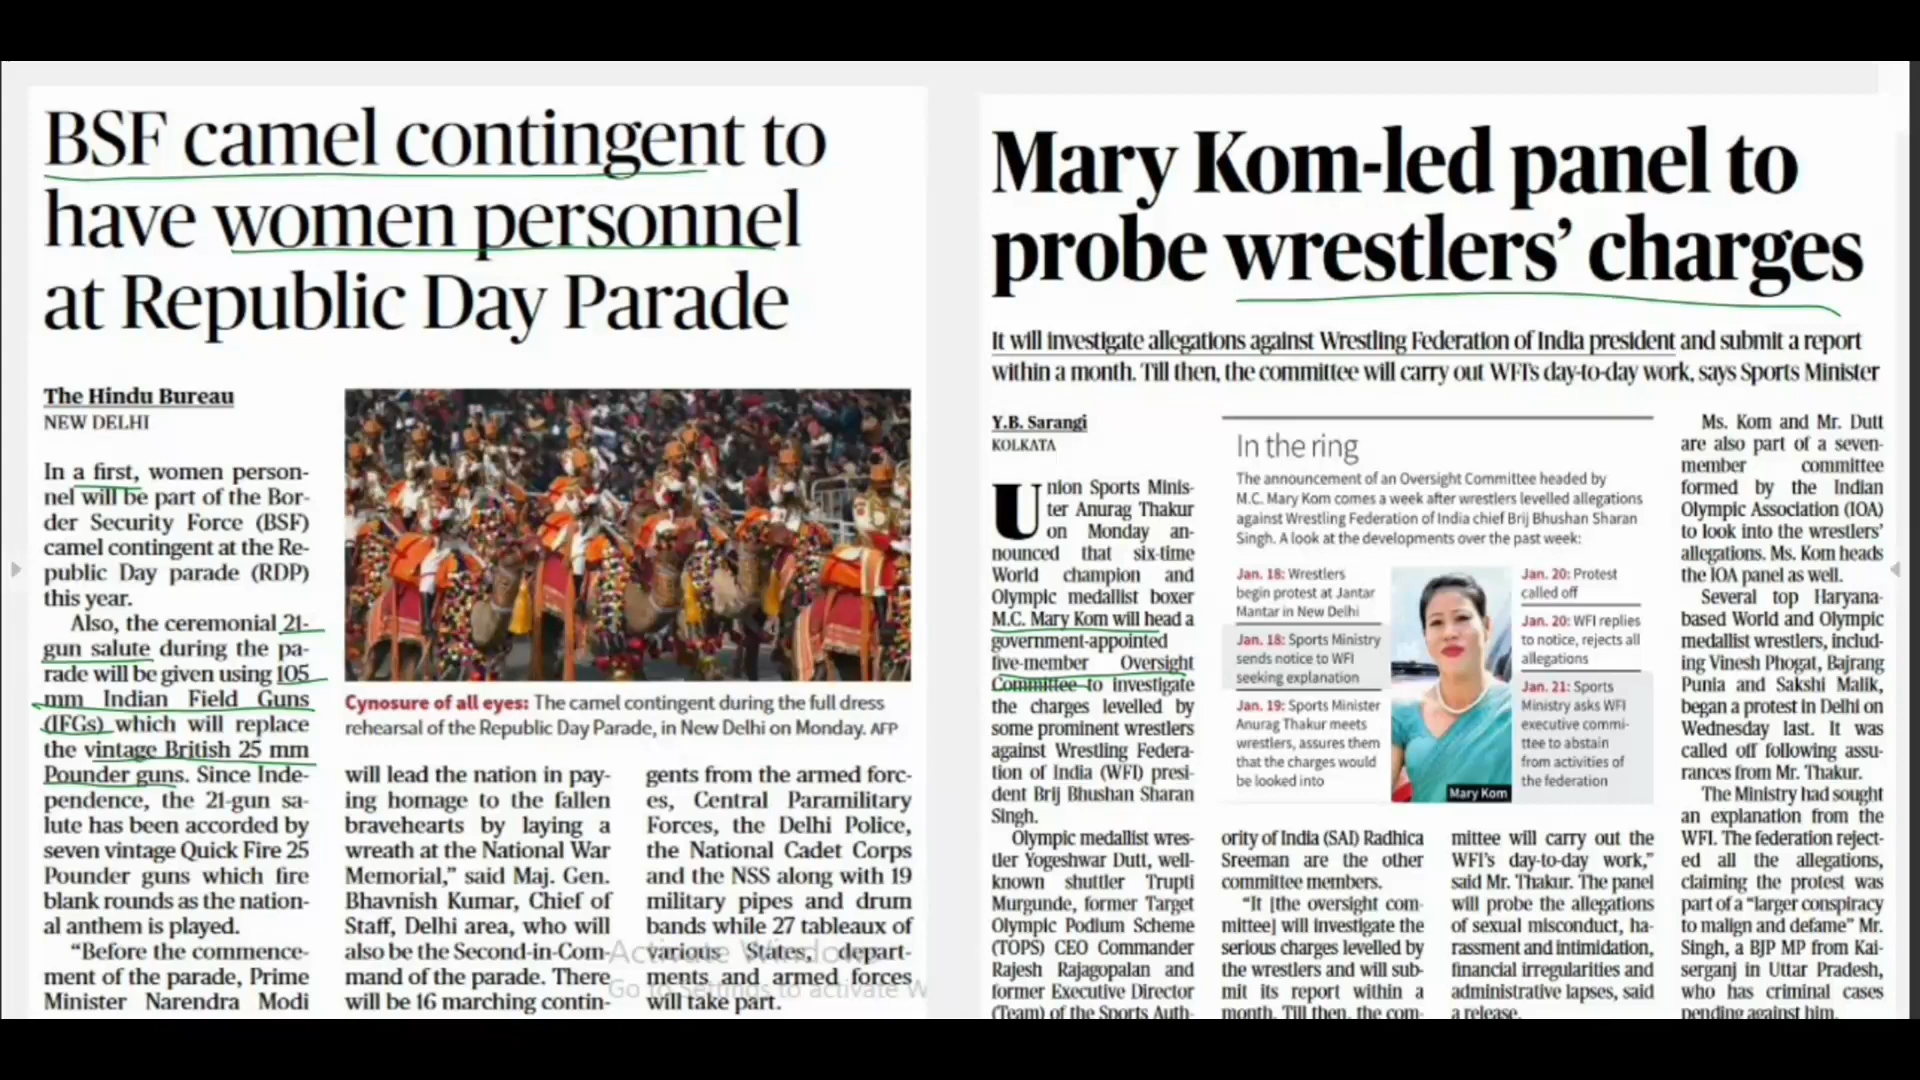 BSF camel contingent to
have women personnel
at Republic Day Parade
The Hindu Bureau
NEW DELHI
In a first, women person-
nel will be part of the Bor-
der Security Force (BSF)
camel contingent at the Re-
public Day parade (RDP)
this year.
Also, the ceremonial 21-
gun salute during the pa-
rade will be given using 105
mm Indian Field Guns
(IFGs) which will replace
the vintage British 25 mm
Pounder guns. Since Inde-
pendence, the 21-gun sa-
lute has been accorded by
seven vintage Quick Fire 25
Pounder guns which fire
blank rounds as the nation-
al anthem is played.
“Before the commence-
ment of the parade, Prime
Minister Narendra Modi
Cynosure of all eyes: The camel contingent during the full dress
rehearsal of the Republic Day Parade, in New Delhi on Monday. AFP
will lead the nation in pay-
ing homage to the fallen
bravehearts by laying a
wreath at the National War
Memorial,” said Maj. Gen.
Bhavnish Kumar, Chief of
Staff, Delhi area, who will
also be the Second-in-Com-
mand of the parade. There
will be 16 marching contin-
gents from the armed forc-
es, Central Paramilitary
Forces, the Delhi Police,
the National Cadet Corps
and the NSS along with 19
military pipes and drum
bands while 27 tableaux of
various States, depart-
ments and armed forces
will take part.
Activate Windows
Go to Settings to activate W
Mary Kom-led panel to
probe wrestlers’ charges
It will investigate allegations against Wrestling Federation of India president and submit a report
within a month. Till then, the committee will carry out WFI’s day-to-day work, says Sports Minister
Y.B. Sarangi
KOLKATA
Union Sports Minis-
ter Anurag Thakur
on Monday an-
nounced that six-time
World champion and
Olympic medallist boxer
M.C. Mary Kom will head a
government-appointed
five-member Oversight
Committee to investigate
the charges levelled by
some prominent wrestlers
against Wrestling Federa-
tion of India (WFI) presi-
dent Brij Bhushan Sharan
Singh.
Olympic medallist wres-
tler Yogeshwar Dutt, well-
known shuttler Trupti
Murgunde, former Target
Olympic Podium Scheme
(TOPS) CEO Commander
Rajesh Rajagopalan and
former Executive Director
(Team) of the Sports Auth-
In the ring
The announcement of an Oversight Committee headed by
M.C. Mary Kom comes a week after wrestlers levelled allegations
against Wrestling Federation of India chief Brij Bhushan Sharan
Singh. A look at the developments over the past week:
Jan. 18: Wrestlers
begin protest at Jantar
Mantar in New Delhi
Jan. 18: Sports Ministry
sends notice to WFI
seeking explanation
Jan. 19: Sports Minister
Anurag Thakur meets
wrestlers, assures them
that the charges would
be looked into
Mary Kom
Jan. 20: Protest
called off
Jan. 20: WFI replies
to notice, rejects all
allegations
Jan. 21: Sports
Ministry asks WFI
executive commi-
ttee to abstain
from activities of
the federation
ority of India (SAI) Radhica
Sreeman are the other
committee members.
“It [the oversight com-
mittee] will investigate the
serious charges levelled by
the wrestlers and will sub-
mit its report within a
month. Till then, the com-
mittee will carry out the
WFI’s day-to-day work,”
said Mr. Thakur. The panel
will probe the allegations
of sexual misconduct, ha-
rassment and intimidation,
financial irregularities and
administrative lapses, said
a release.
Ms. Kom and Mr. Dutt
are also part of a seven-
member committee
formed by the Indian
Olympic Association (IOA)
to look into the wrestlers’
allegations. Ms. Kom heads
the IOA panel as well.
Several top Haryana-
based World and Olympic
medallist wrestlers, includ-
ing Vinesh Phogat, Bajrang
Punia and Sakshi Malik,
began a protest in Delhi on
Wednesday last. It was
called off following assu-
rances from Mr. Thakur.
The Ministry had sought
an explanation from the
WFI. The federation reject-
ed all the allegations,
claiming the protest was
part of a “larger conspiracy
to malign and defame” Mr.
Singh, a BJP MP from Kai-
serganj in Uttar Pradesh,
who has criminal cases
pending against him.